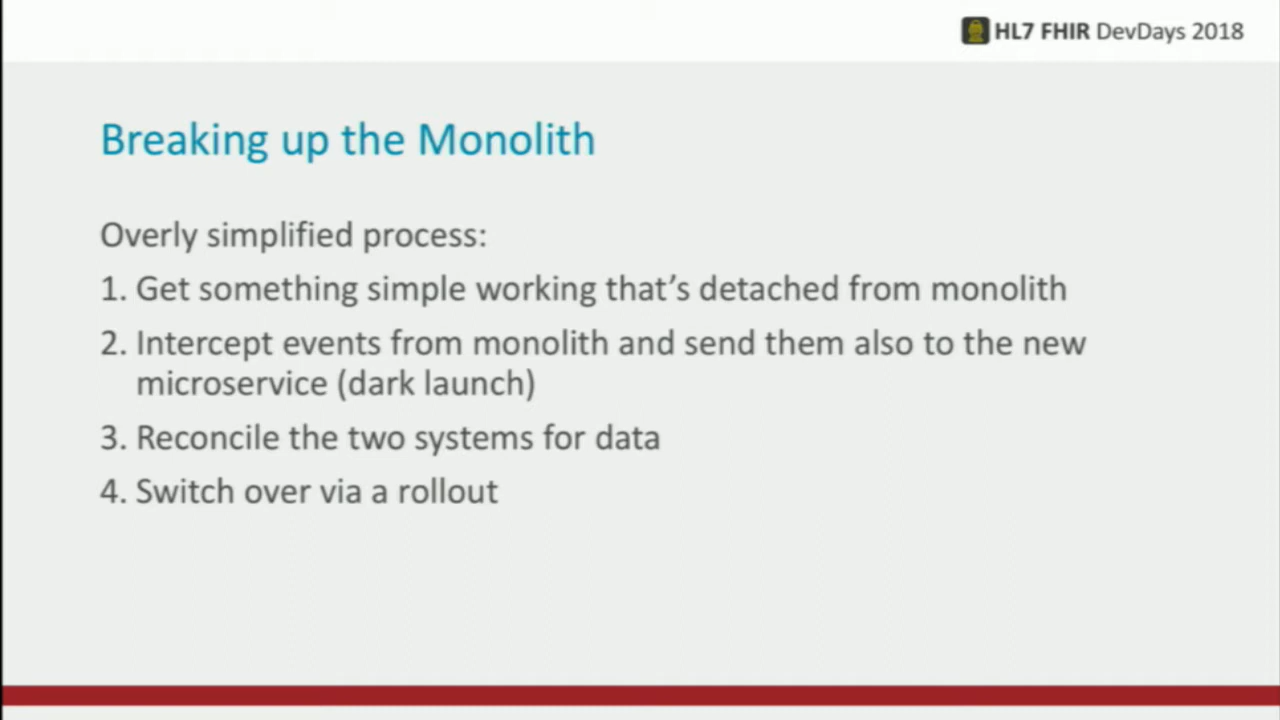 HL7 FHIR DevDays 2018
Breaking up the Monolith
Overly simplified process:
1. Get something simple working that’s detached from monolith
2. Intercept events from monolith and send them also to the new
microservice (dark launch)
3. Reconcile the two systems for data
4. Switch over via a rollout